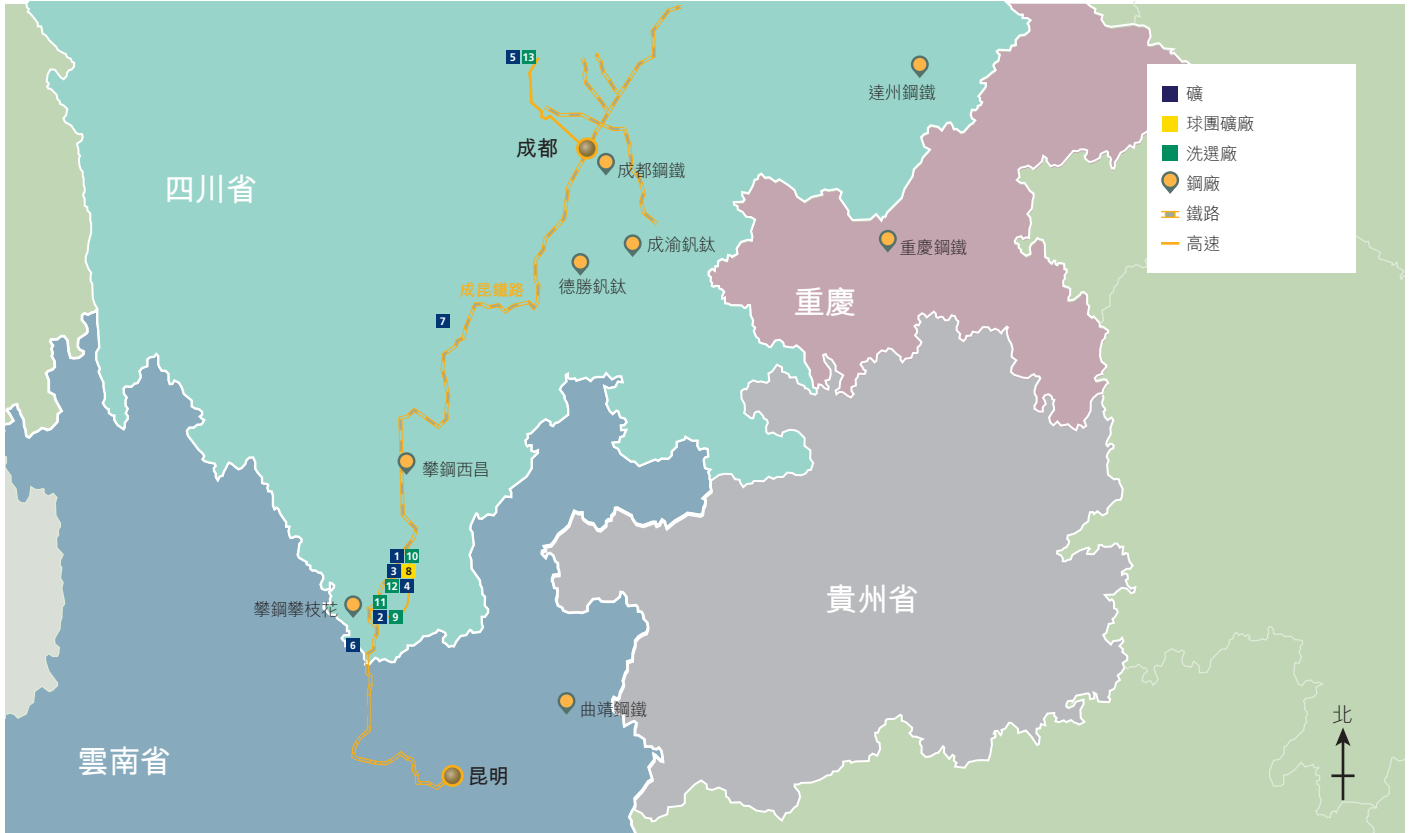 5 13
達州鋼鐵
礦
球團礦廠
洗選廠
鋼廠
鐵路
高速
成都
成都鋼鐵
四川省
成渝釩鈦
重慶鋼鐵
德勝釩鈦
成昆鐵路
重慶
7
攀鋼西昌
1 10
3 8
12 4
11
攀鋼攀枝花
2 9
貴州省
6
曲靖鋼鐵
北
雲南省
昆明